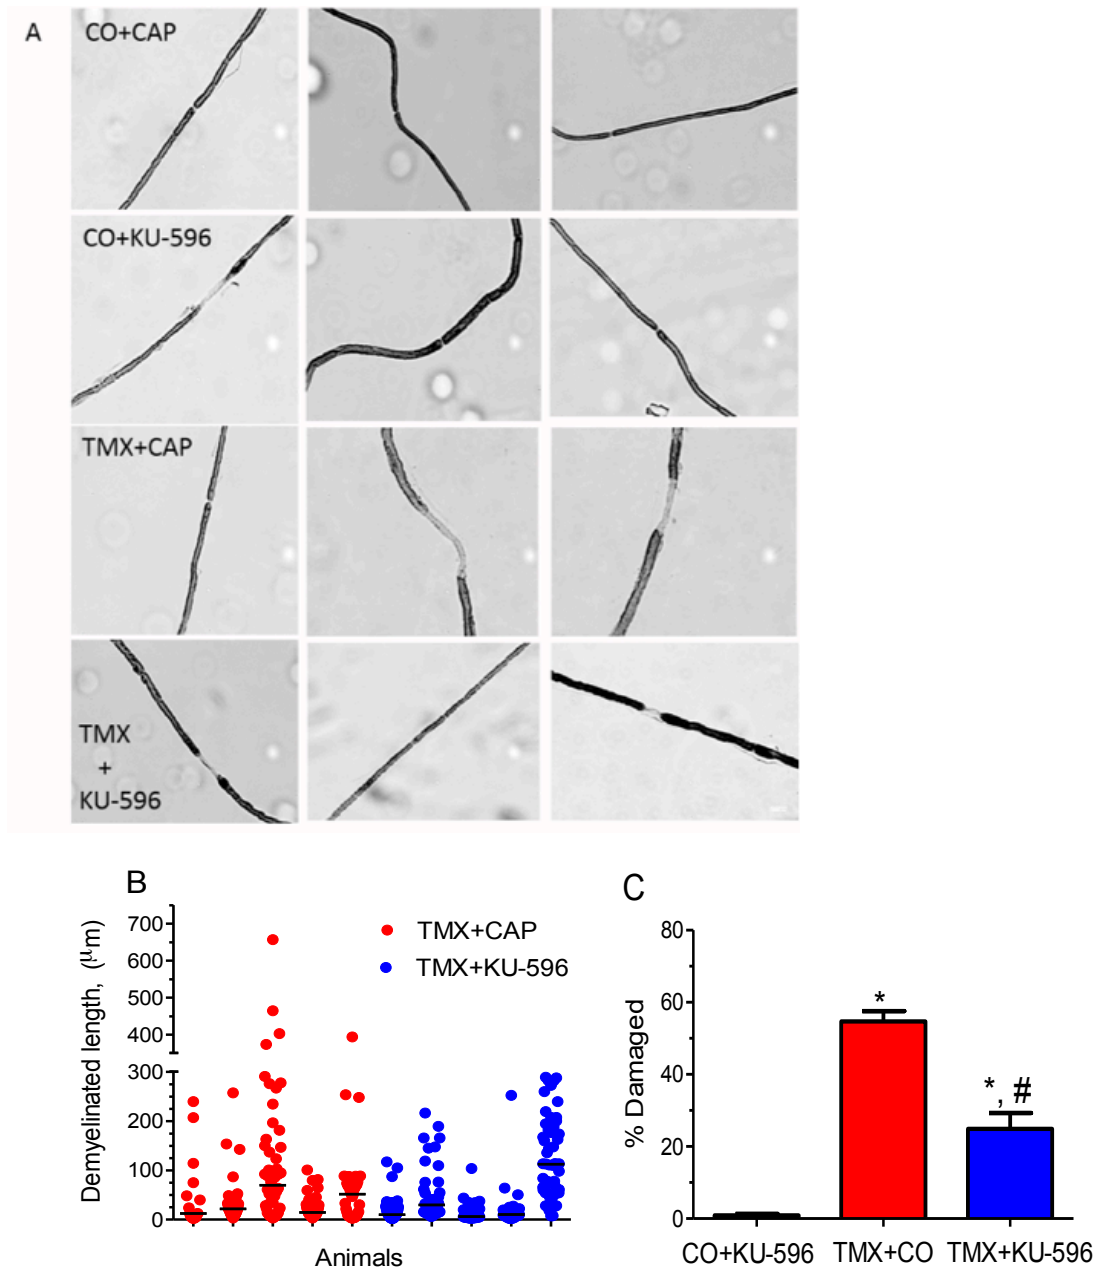 A
CO+CAP
CO+KU-596
TMX+CAP
TMX
+
KU-596
B
Demyelinated length, (µm)
700
600
500
400
300
200
100
0
TMX+CAP
TMX+KU-596
Animals
C
% Damaged
80
60
40
20
0
*
*, #
CO+KU-596
TMX+CO
TMX+KU-596